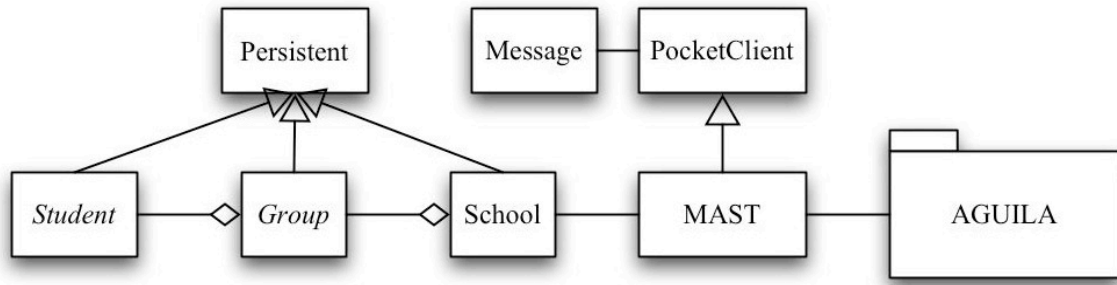 Persistent
Message
PocketClient
Student
Group
School
MAST
AGUILA